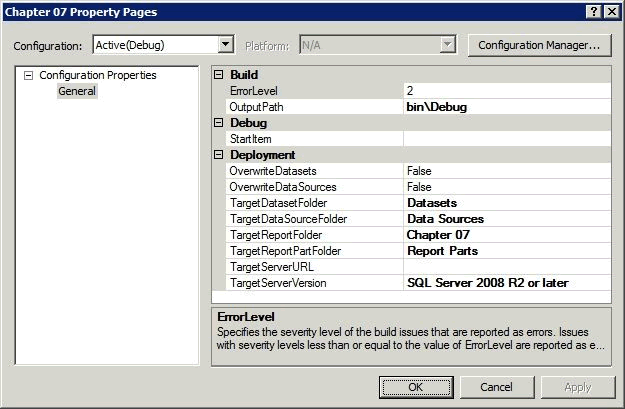 Chapter 07 Property Pages
Configuration: Active(Debug) Platform: N/A Configuration Manager...
Configuration Properties
General
Build
ErrorLevel 2
OutputPath bin\Debug
Debug
StartItem
Deployment
OverwriteDatasets False
OverwriteDataSources False
TargetDatasetFolder Datasets
TargetDataSourceFolder Data Sources
TargetReportFolder Chapter 07
TargetReportPartFolder Report Parts
TargetServerURL
TargetServerVersion SQL Server 2008 R2 or later
ErrorLevel
Specifies the severity level of the build issues that are reported as errors. Issues
with severity levels less than or equal to the value of ErrorLevel are reported as e...
OK Cancel Apply